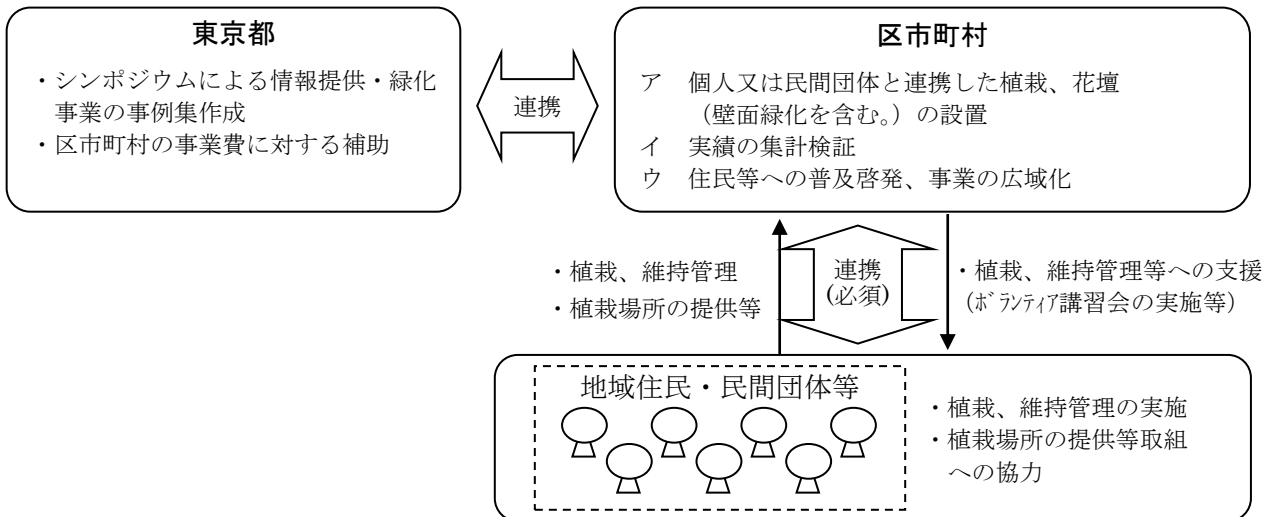 東京都
・シンポジウムによる情報提供・緑化
事業の事例集作成
・区市町村の事業費に対する補助
連携
区市町村
ア　個人又は民間団体と連携した植栽、花壇
（壁面緑化を含む。）の設置
イ　実績の集計検証
ウ　住民等への普及啓発、事業の広域化
・植栽、維持管理
・植栽場所の提供等
連携
(必須)
・植栽、維持管理等への支援
(ﾎﾞﾗﾝﾃｨｱ講習会の実施等)
地域住民・民間団体等
・植栽、維持管理の実施
・植栽場所の提供等取組
への協力